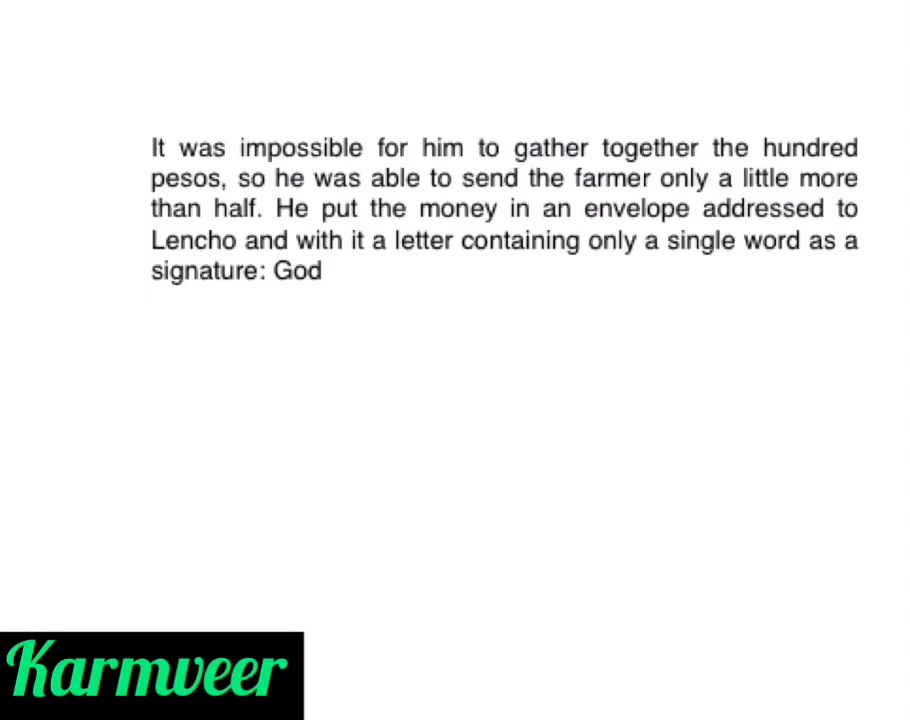 It was impossible for him to gather together the hundred
pesos, so he was able to send the farmer only a little more
than half. He put the money in an envelope addressed to
Lencho and with it a letter containing only a single word as a
signature: God
Karmveer